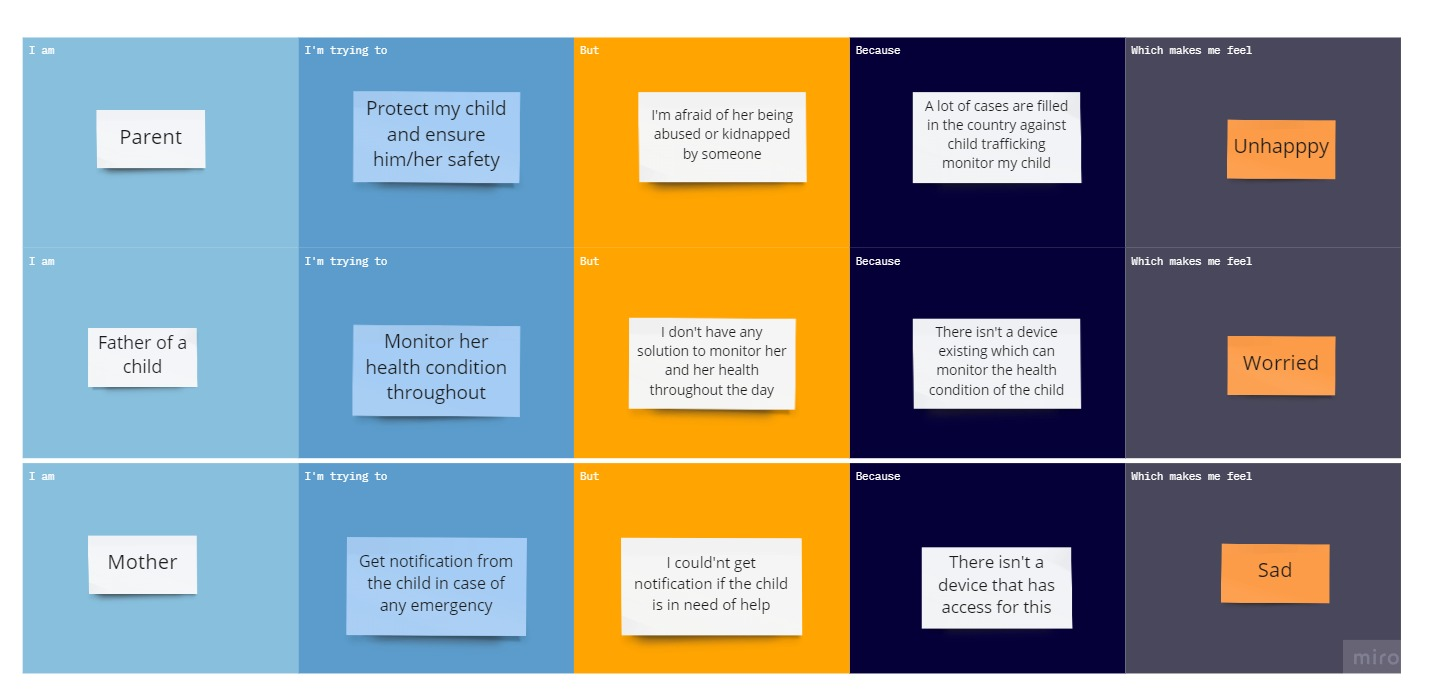 I am
I'm trying to
But
Because
Which makes me feel
Parent
Protect my child
and ensure
him/her safety
I'm afraid of her being
abused or kidnapped
by someone
A lot of cases are filled
in the country against
child trafficking
monitor my child
Unhapppy
I am
I'm trying to
But
Because
Which makes me feel
Father of a
child
Monitor her
health condition
throughout
I don't have any
solution to monitor her
and her health
throughout the day
There isn't a device
existing which can
monitor the health
condition of the child
Worried
I am
I'm trying to
But
Because
Which makes me feel
Mother
Get notification from
the child in case of
any emergency
I could'nt get
notification if the child
is in need of help
There isn't a
device that has
access for this
Sad
miro